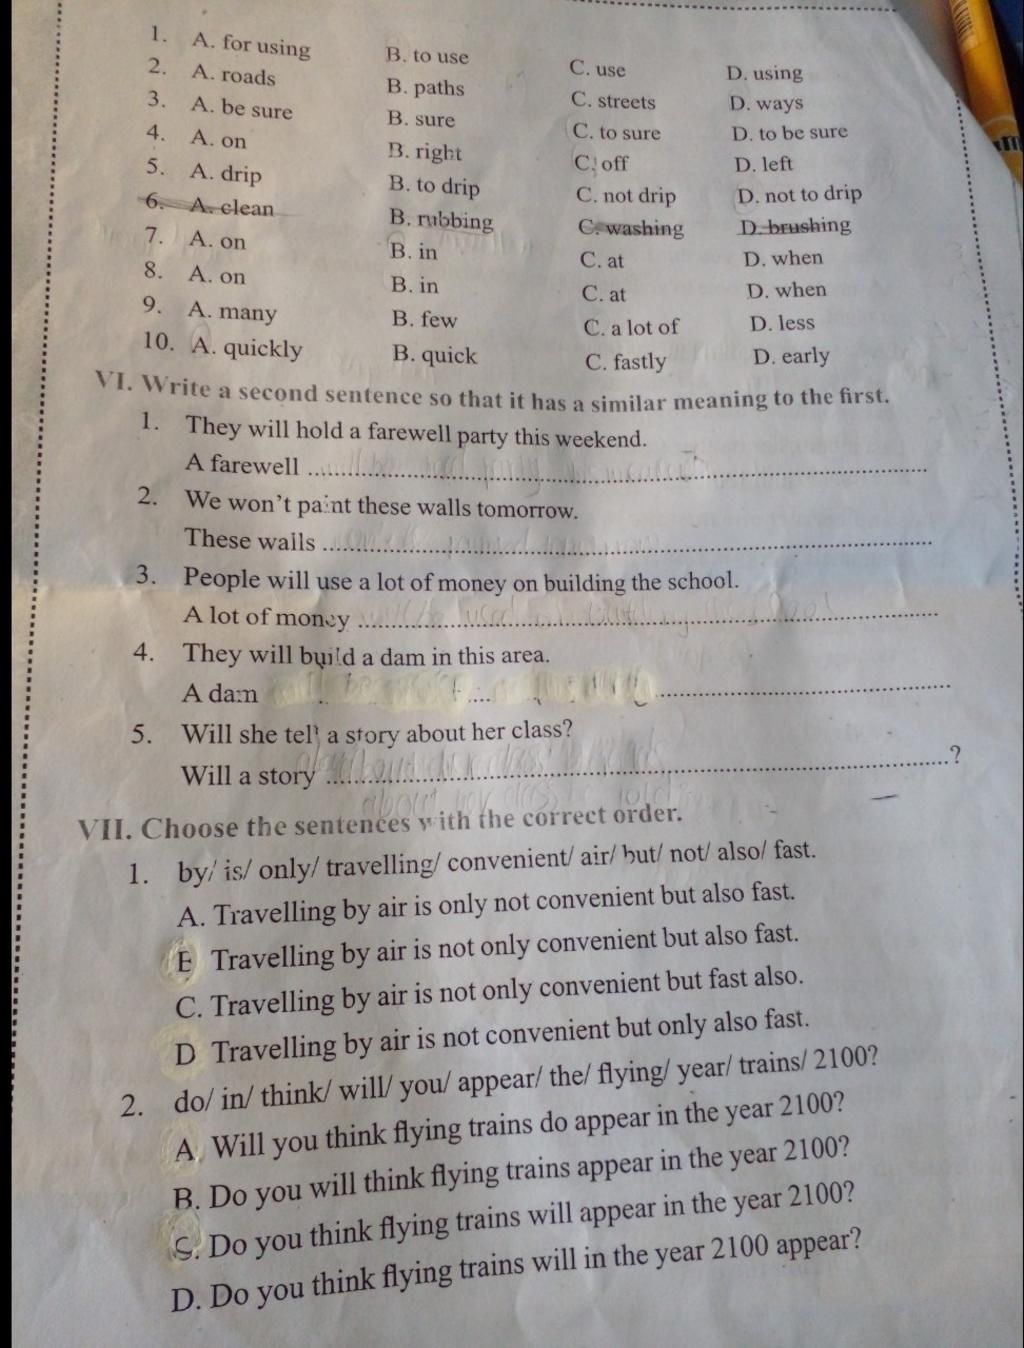 1. A. for using B. to use C. use D. using
2. A. roads B. paths C. streets D. ways
3. A. be sure B. sure C. to sure D. to be sure
4. A. on B. right C. off D. left
5. A. drip B. to drip C. not drip D. not to drip
6. A. clean B. rubbing C. washing D. brushing
7. A. on B. in C. at D. when
8. A. on B. in C. at D. when
9. A. many B. few C. a lot of D. less
10. A. quickly B. quick C. fastly D. early
VI. Write a second sentence so that it has a similar meaning to the first.
1. They will hold a farewell party this weekend.
A farewell
2. We won't paint these walls tomorrow.
These walls
3. People will use a lot of money on building the school.
A lot of money
4. They will build a dam in this area.
A dam
5. Will she tell a story about her class?
Will a story ?
VII. Choose the sentences with the correct order.
1. by/ is/ only/ travelling/ convenient/ air/ but/ not/ also/ fast.
A. Travelling by air is only not convenient but also fast.
B Travelling by air is not only convenient but also fast.
C. Travelling by air is not only convenient but fast also.
D Travelling by air is not convenient but only also fast.
2. do/ in/ think/ will/ you/ appear/ the/ flying/ year/ trains/ 2100?
A. Will you think flying trains do appear in the year 2100?
B. Do you will think flying trains appear in the year 2100?
C. Do you think flying trains will appear in the year 2100?
D. Do you think flying trains will in the year 2100 appear?